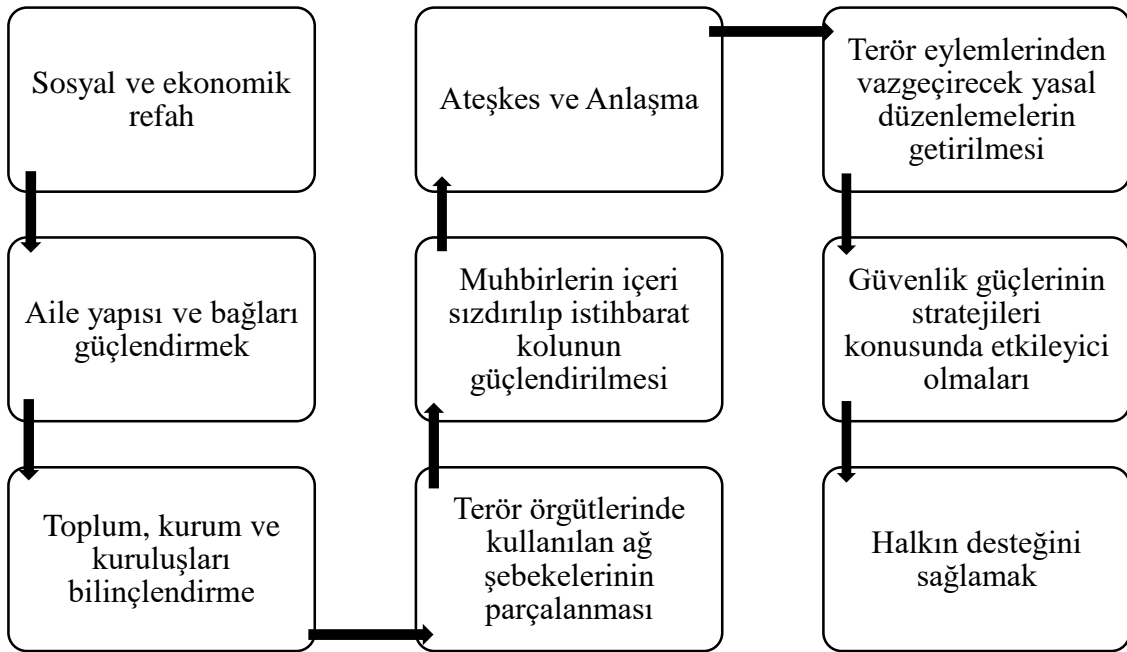 Sosyal ve ekonomik
refah
Aile yapısı ve bağları
güçlendirmek
Toplum, kurum ve
kuruluşları
bilinçlendirme
Terör örgütlerinde
kullanılan ağ
şebekelerinin
parçalanması
Muhbirlerin içeri
sızdırılıp istihbarat
kolunun
güçlendirilmesi
Ateşkes ve Anlaşma
Terör eylemlerinden
vazgeçirecek yasal
düzenlemelerin
getirilmesi
Güvenlik güçlerinin
stratejileri
konusunda etkileyici
olmaları
Halkın desteğini
sağlamak